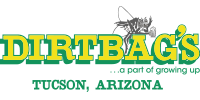 DIRTBAG'S
...a part of growing up
TUCSON, ARIZONA